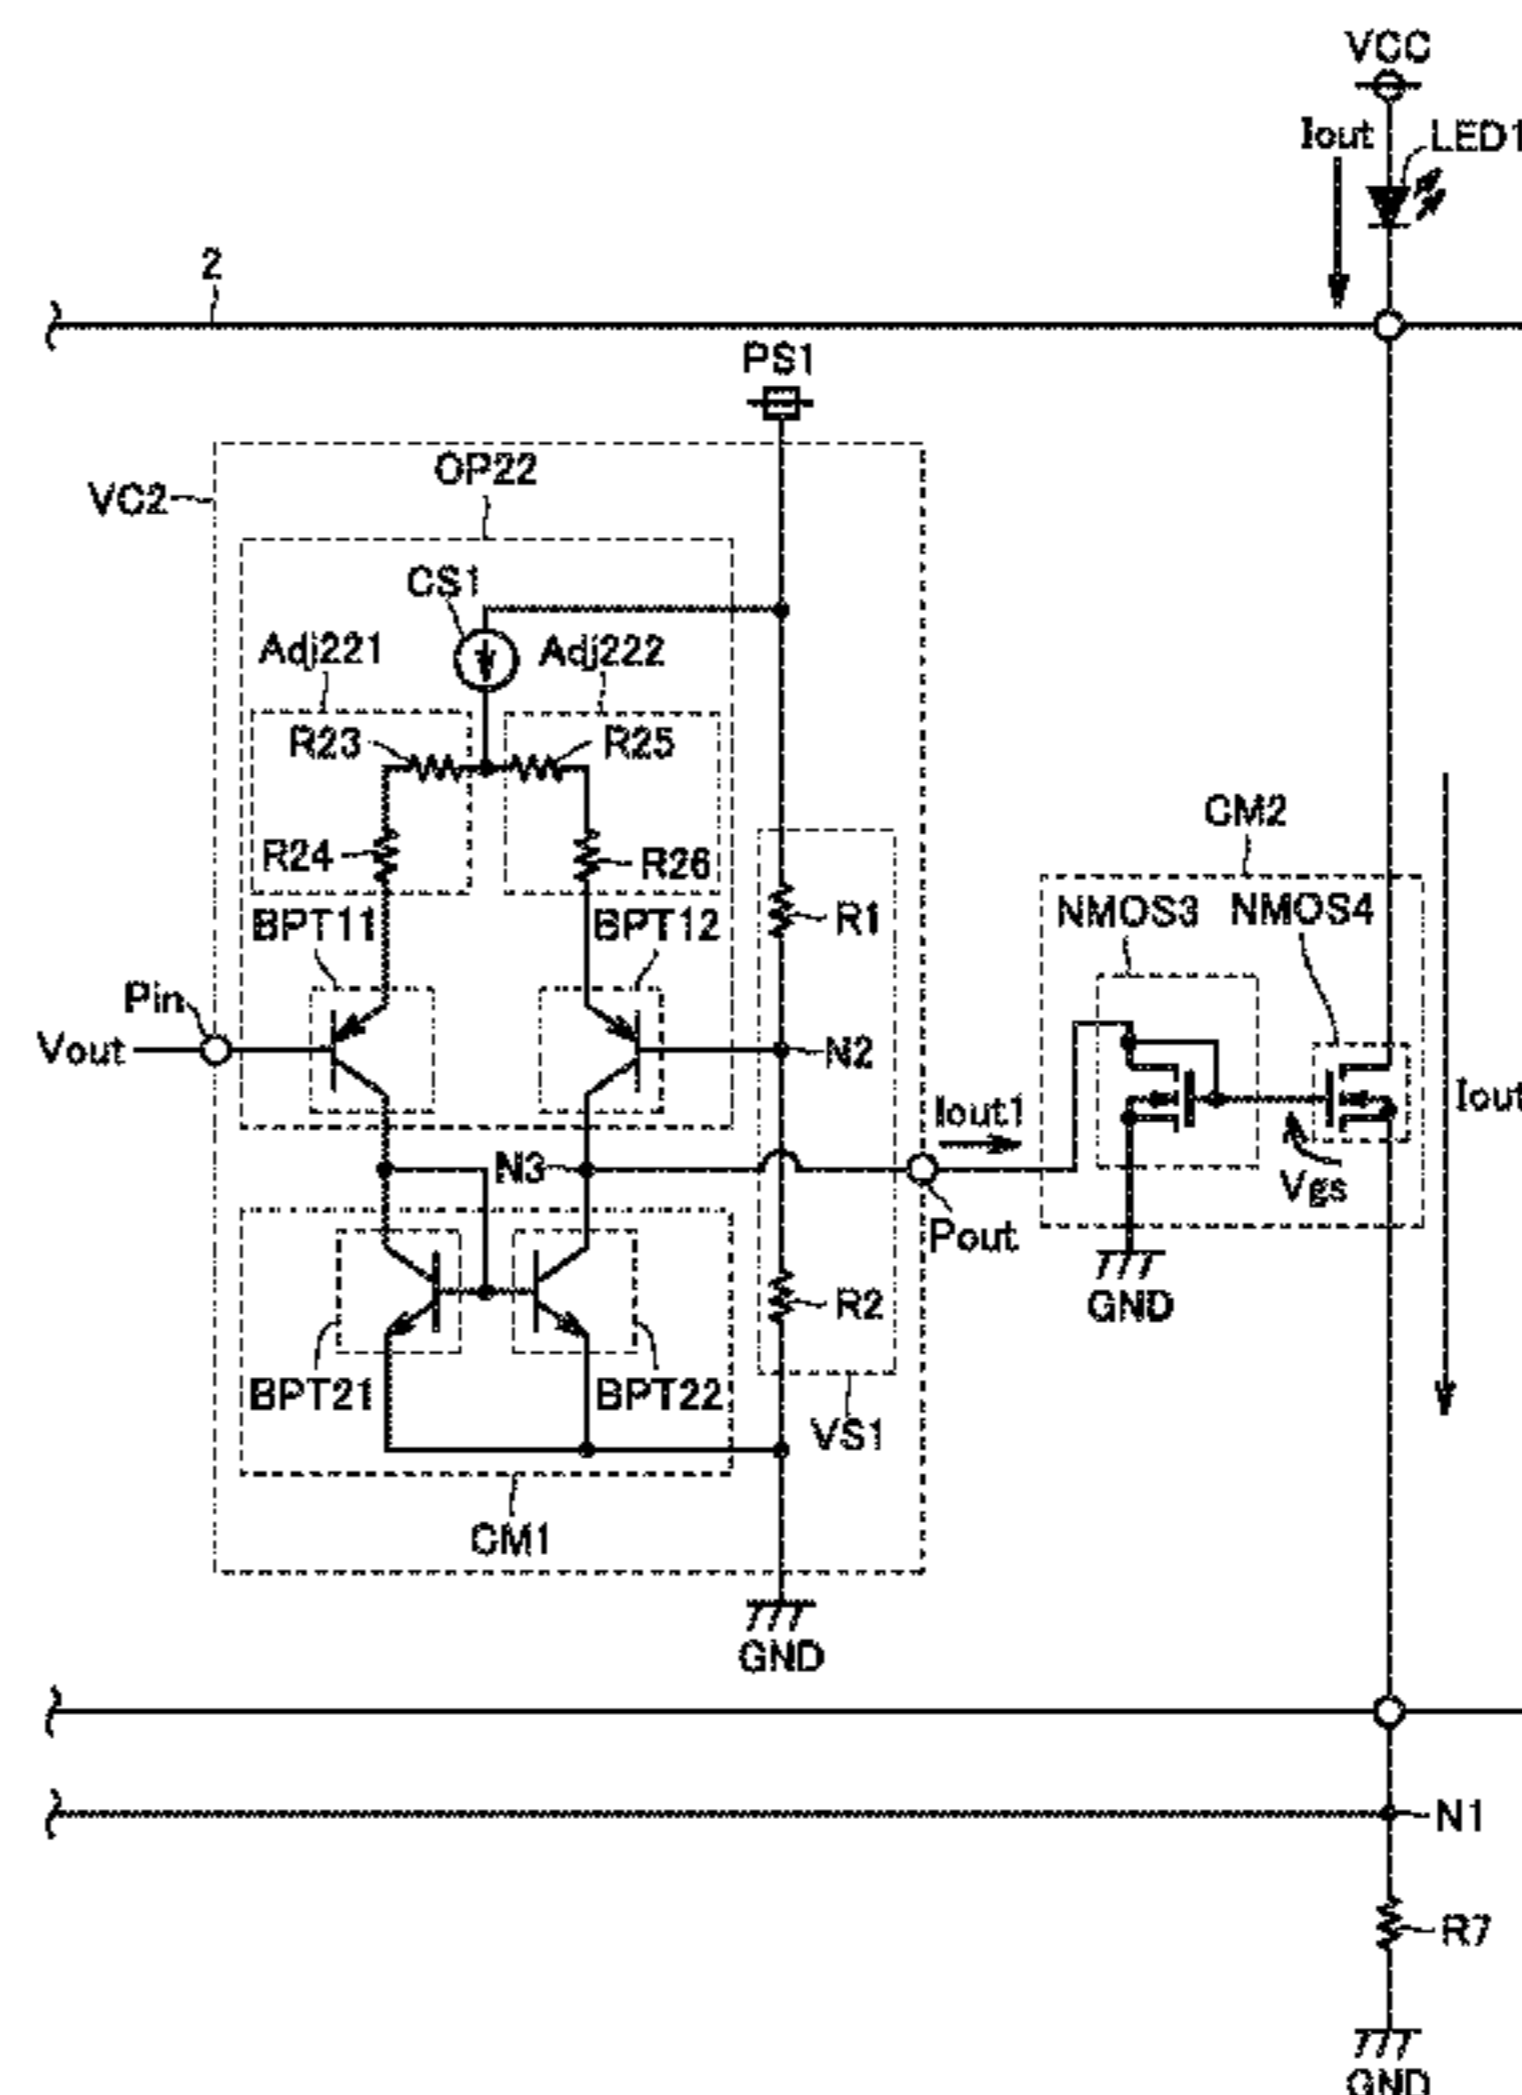 VCC
Iout
LED1
2
PS1
OP22
VC2
CS1
Adj221
Adj222
R23
R25
R24
R26
CM2
BPT11
BPT12
R1
NMOS3
NMOS4
Pin
Vout
N2
Iout1
Iout
N3
Vgs
Pout
R2
GND
BPT21
BPT22
VS1
CM1
GND
N1
R7
GND